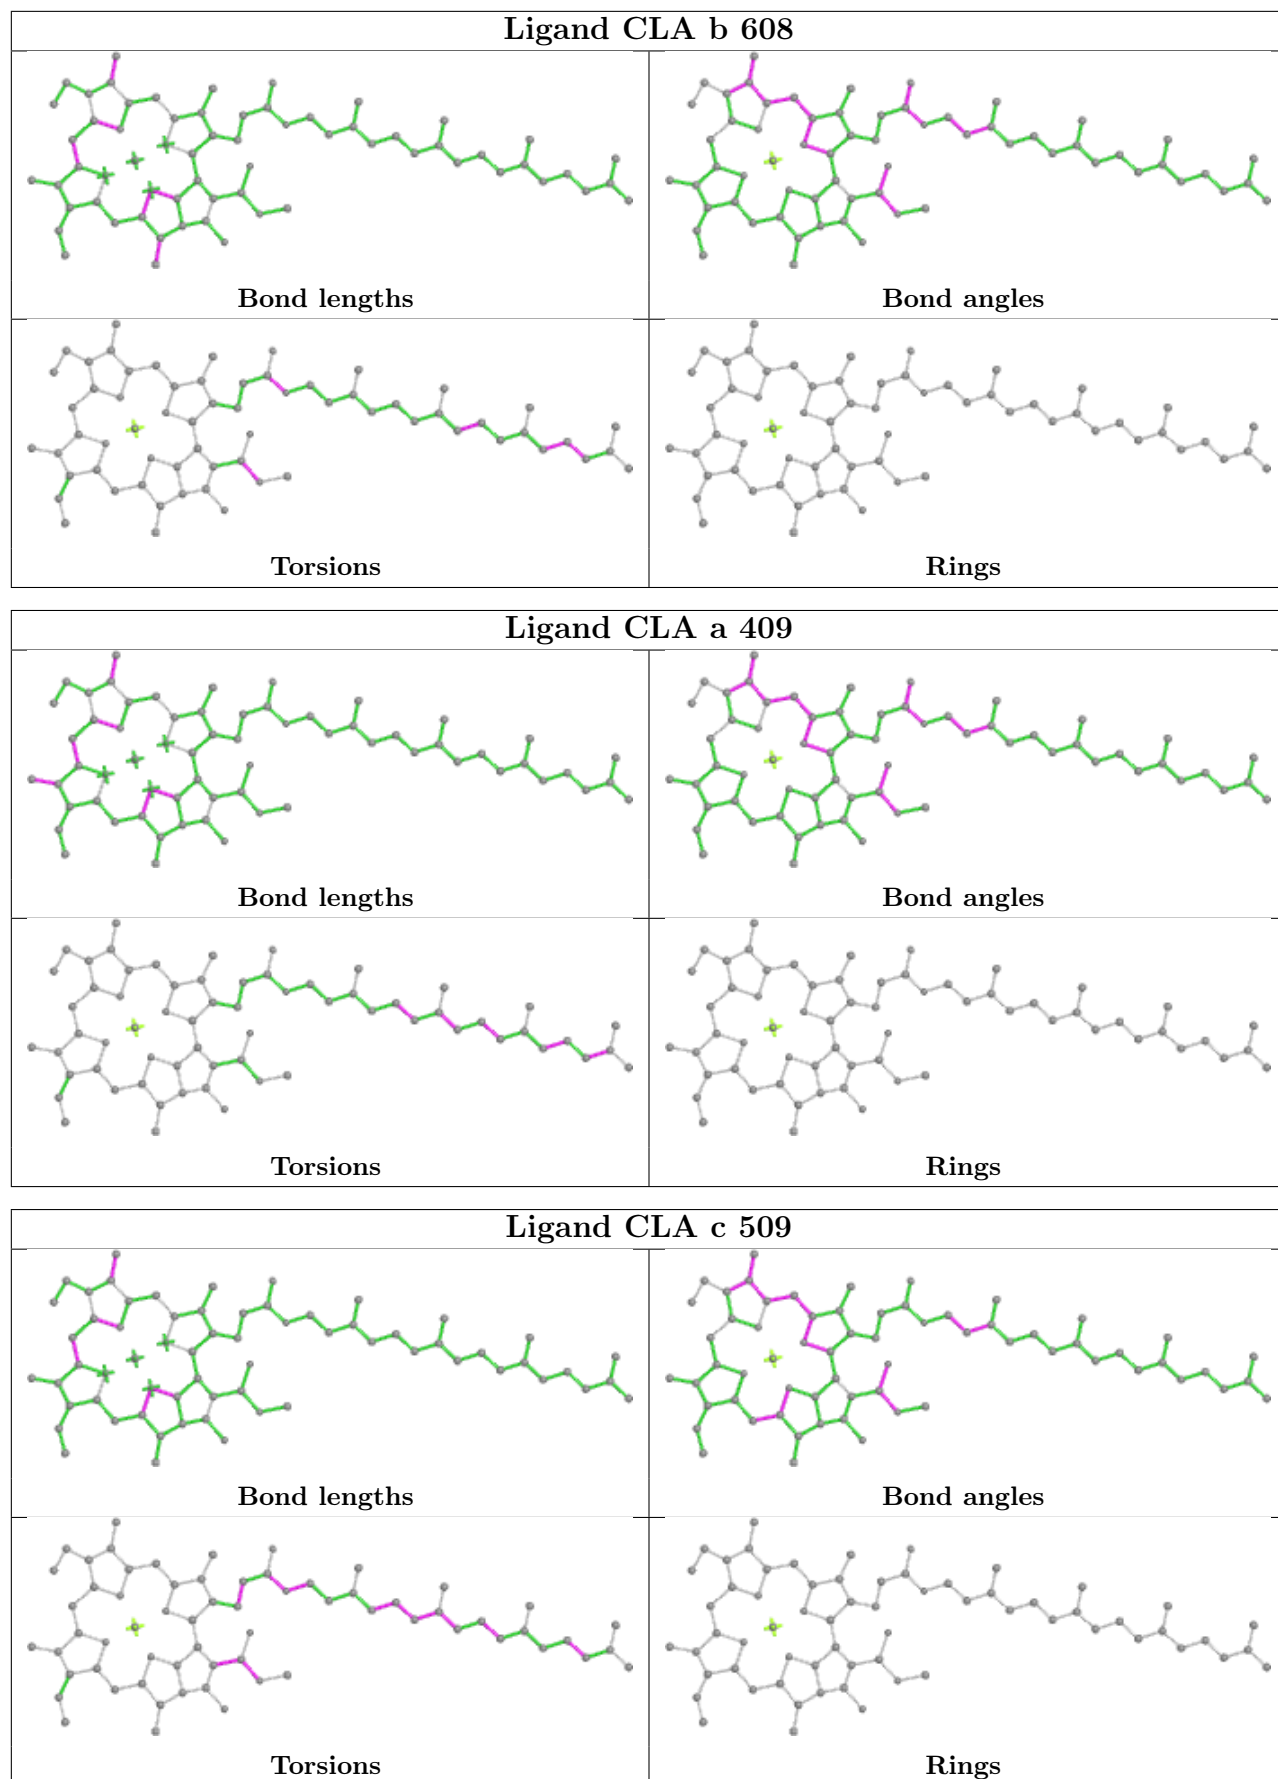 Ligand CLA b 608
Bond lengths
Bond angles
Torsions
Rings
Ligand CLA a 409
Bond lengths
Bond angles
Torsions
Rings
Ligand CLA c 509
Bond lengths
Bond angles
Torsions
Rings